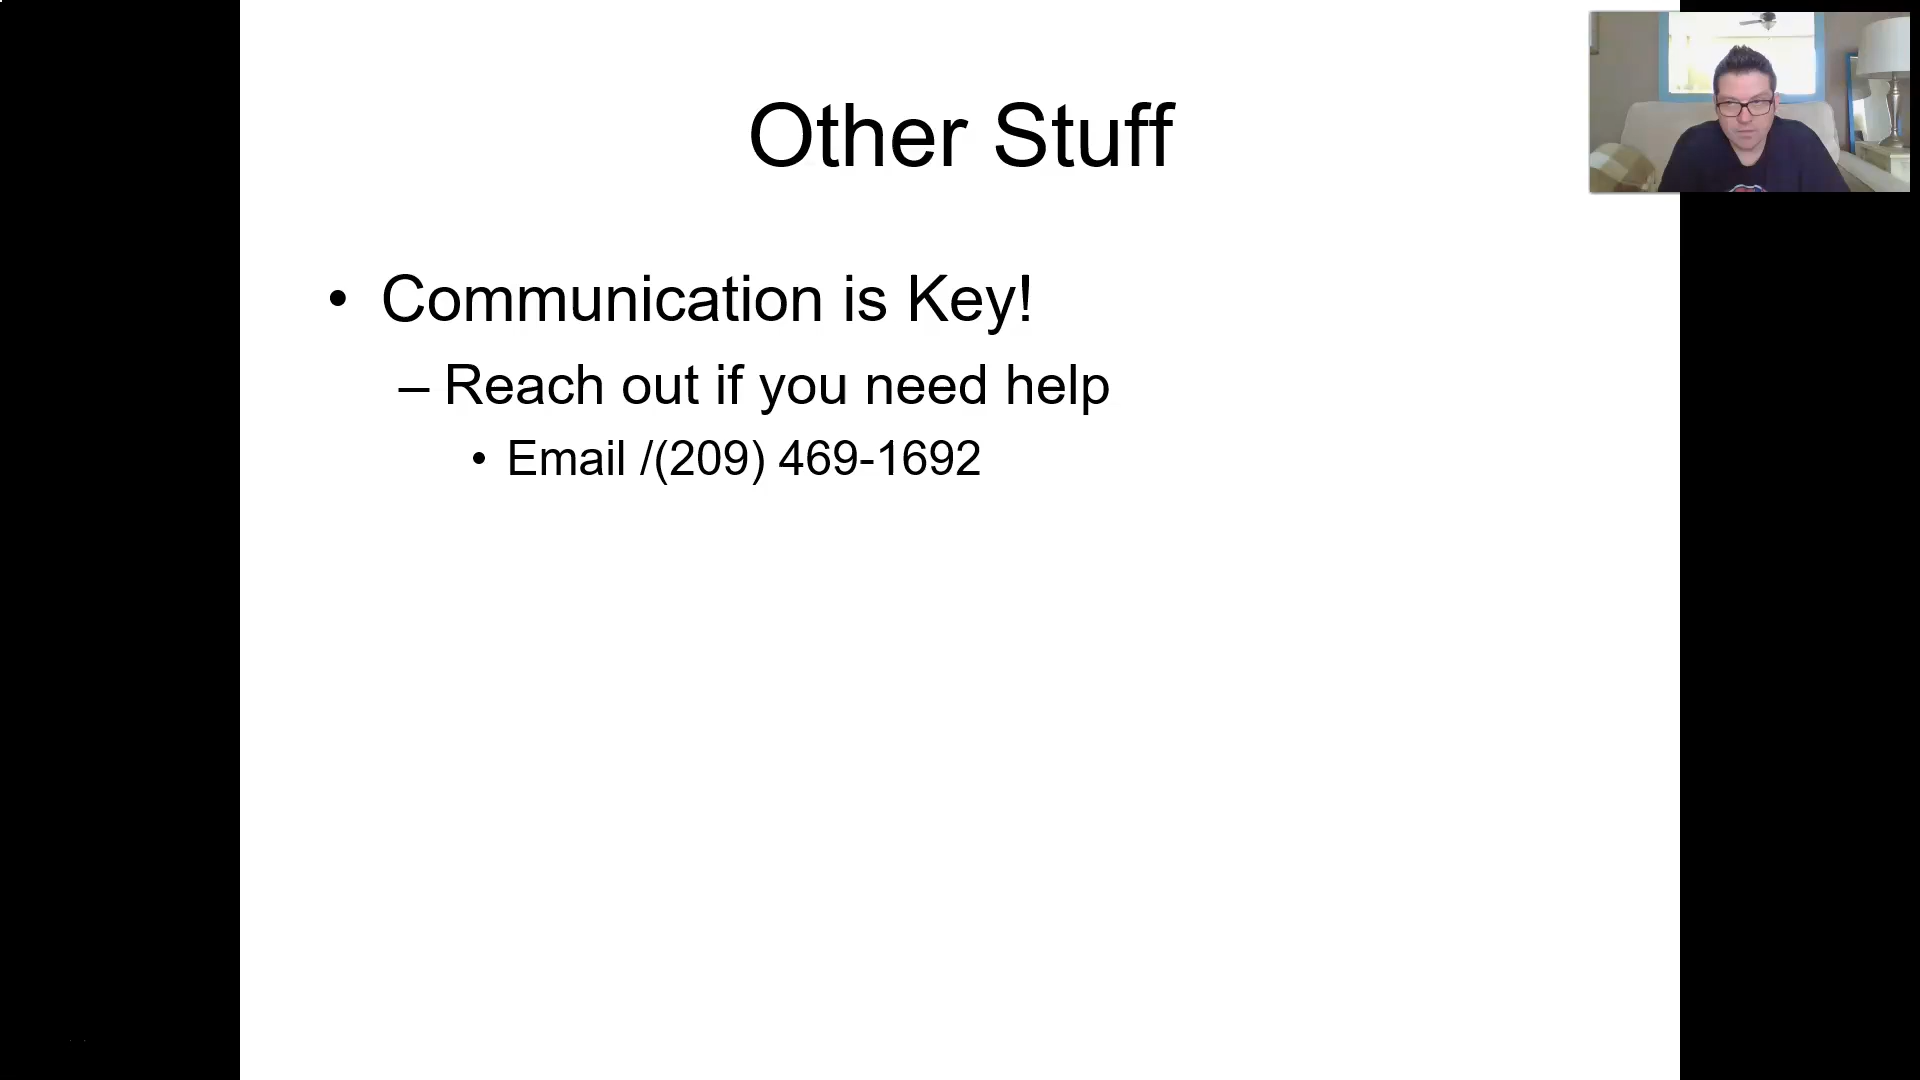 Other Stuff
• Communication is Key!
– Reach out if you need help
• Email /(209) 469-1692